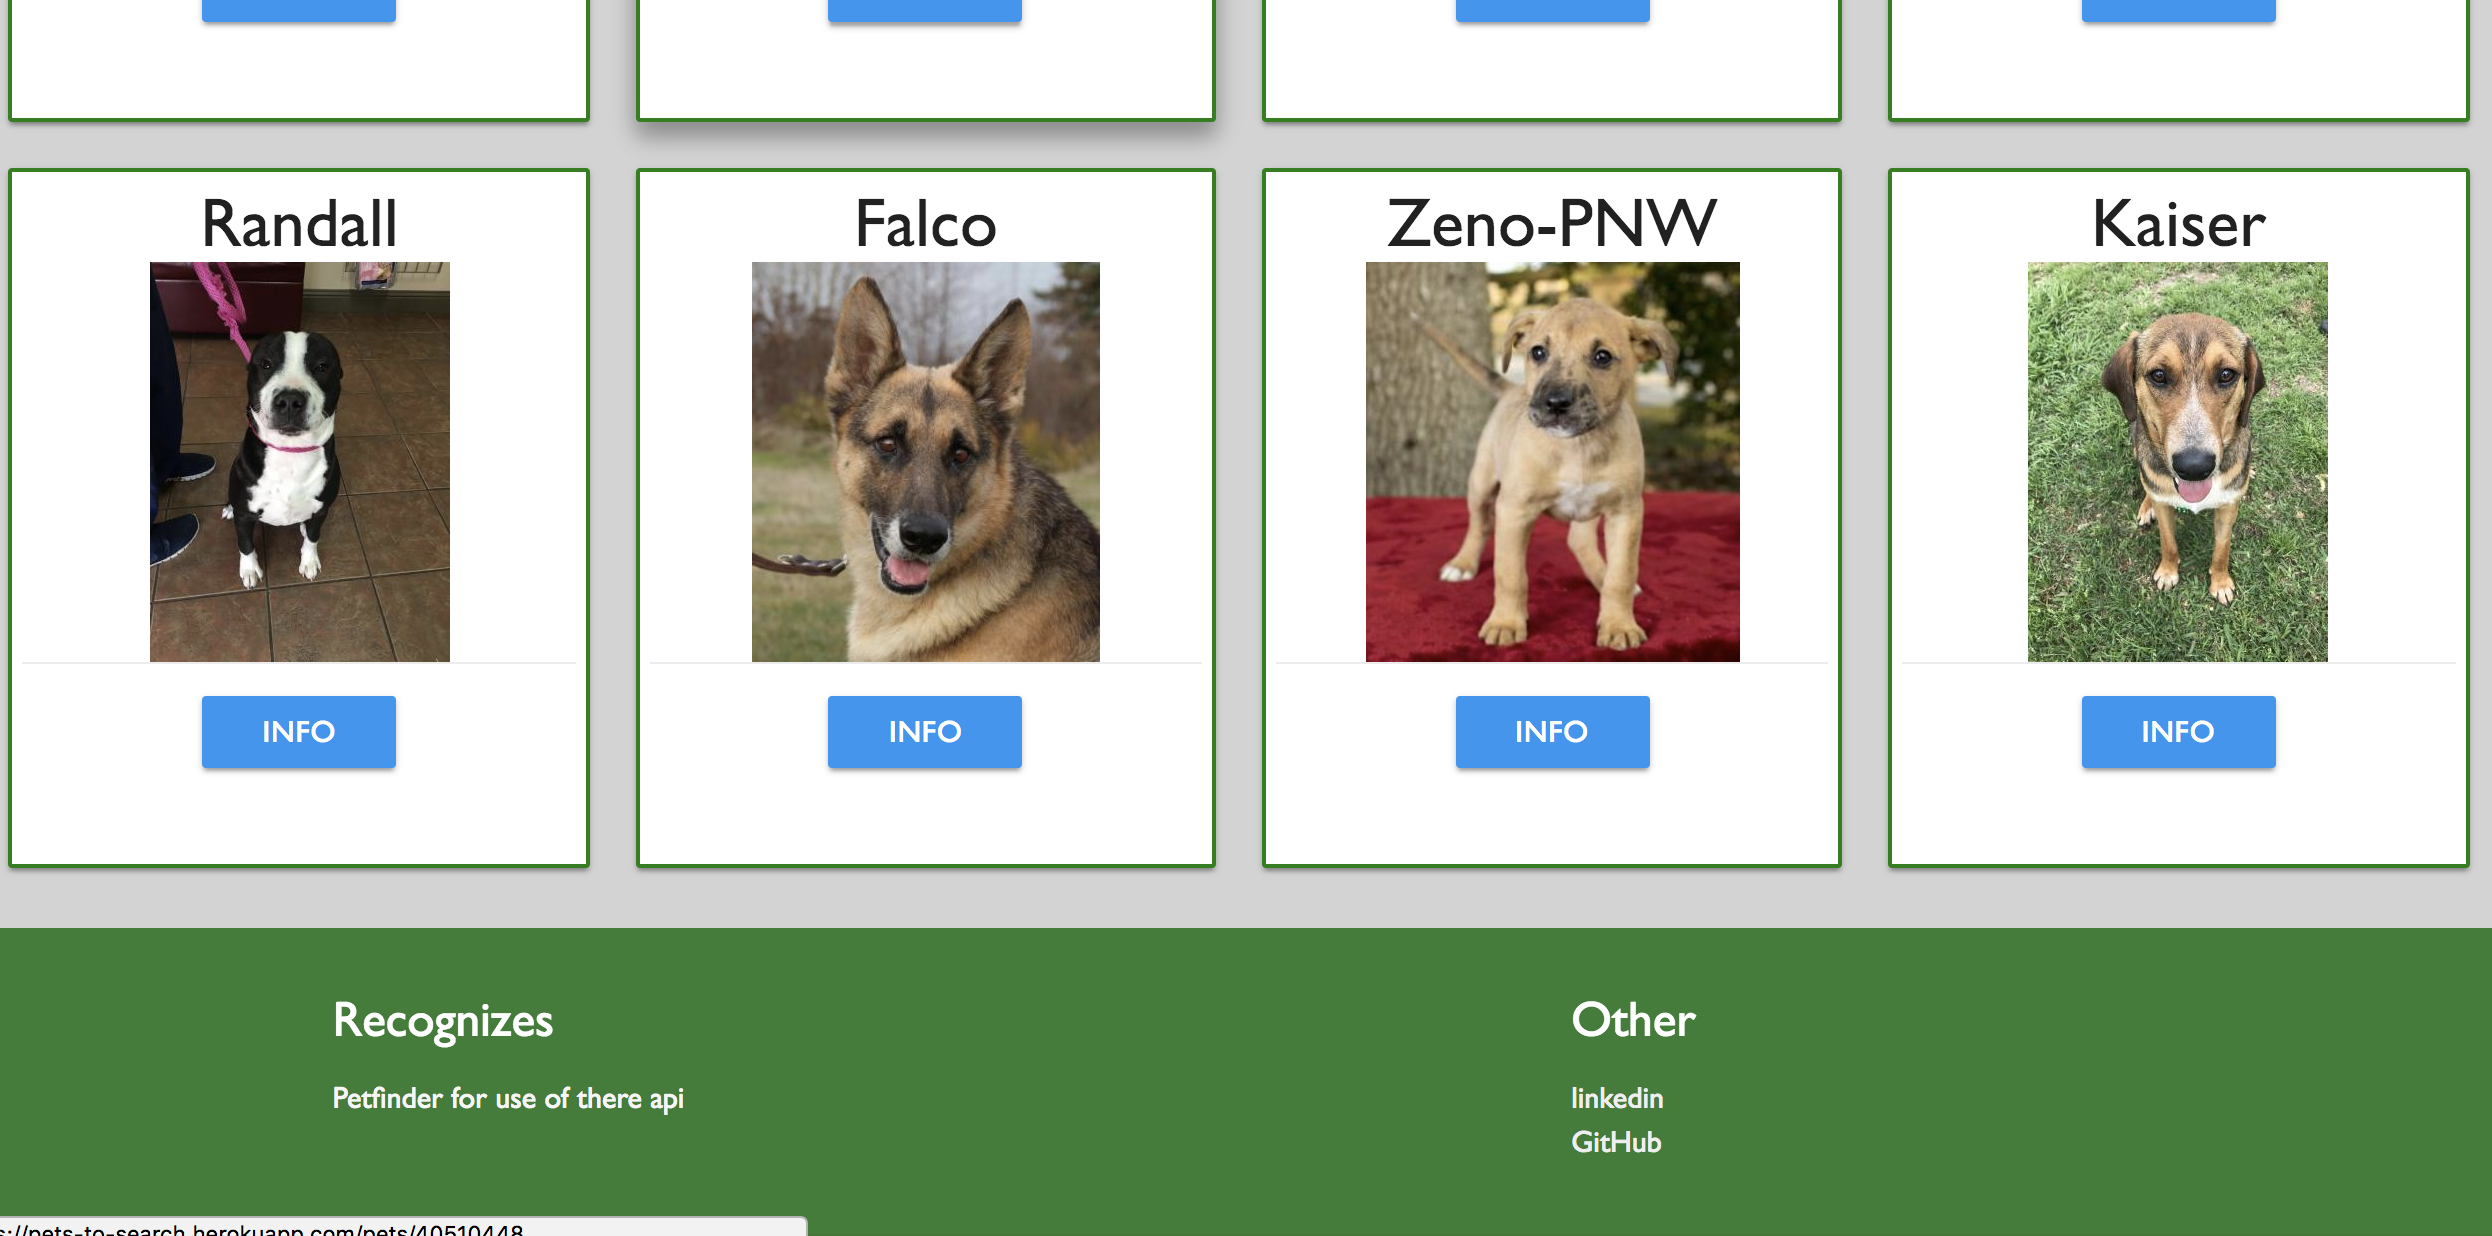 Randall
Falco
Zeno-PNW
Kaiser
INFO
INFO
INFO
INFO
Recognizes
Other
Petfinder for use of there api
linkedin
GitHub
s://pets-to-search.herokuapp.com/pets/40510448